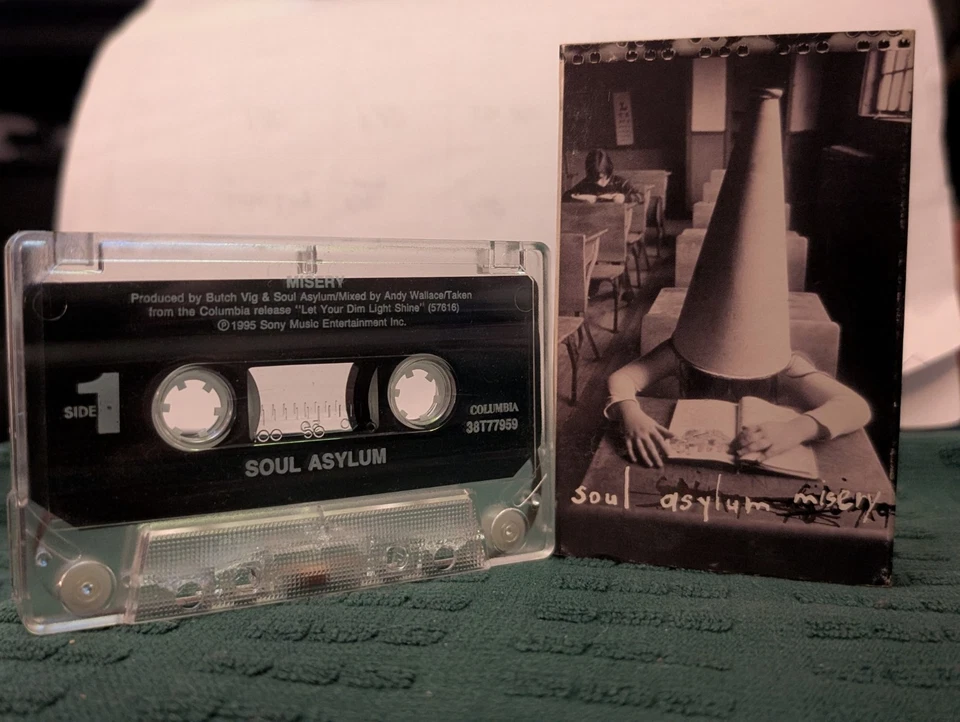 MISERY
Produced by Butch Vig & Soul Asylum/Mixed by Andy Wallace/Taken
from the Columbia release "Let Your Dim Light Shine" (57616)
℗ 1995 Sony Music Entertainment Inc.
SIDE 1
COLUMBIA
38T77959
SOUL ASYLUM
soul asylum misery